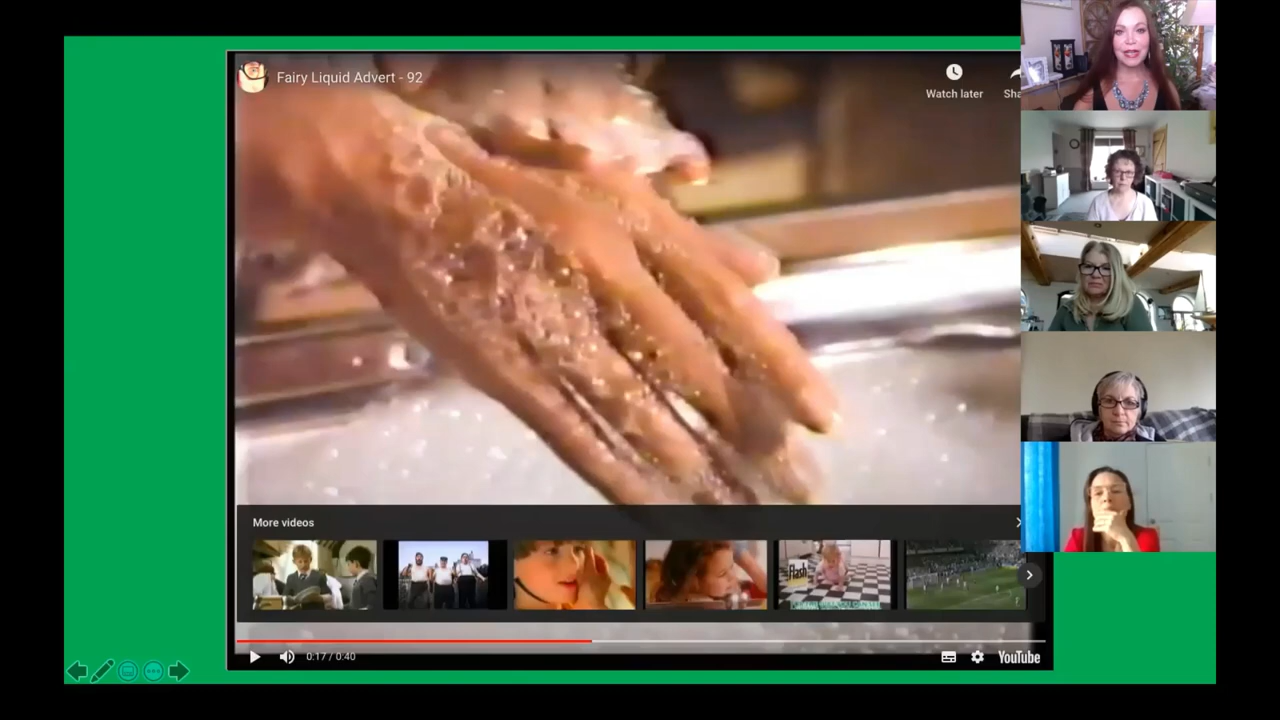 Fairy Liquid Advert - 92
Watch later
Sha
More videos
Flash
0:17 / 0:40
YouTube